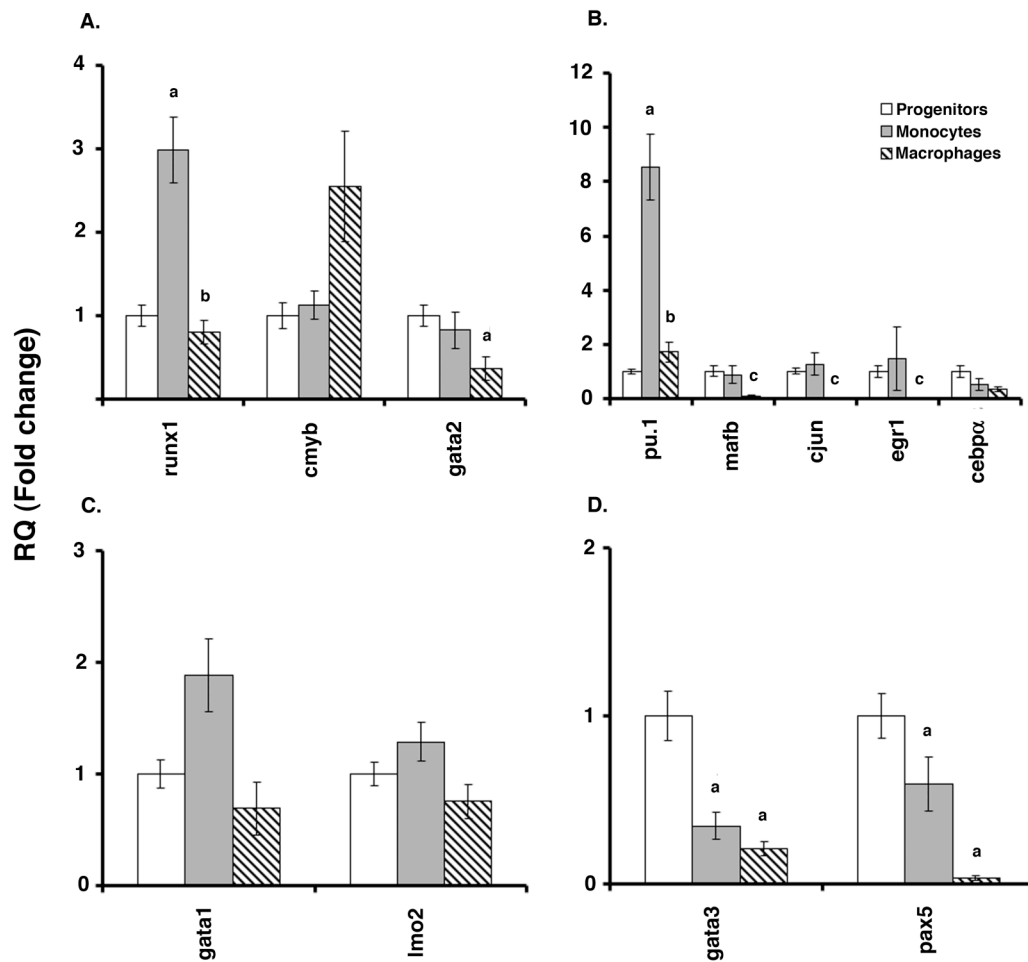 RQ (Fold change)
A.
4
3
2
1
a
b
a
runx1
cmyb
gata2
B.
12
10
8
6
4
2
0
a
b
c
c
c
Progenitors
Monocytes
Macrophages
pu.1
mafb
cjun
egr1
cebpα
C.
3
2
1
0
gata1
lmo2
D.
2
1
0
a
a
a
a
gata3
pax5